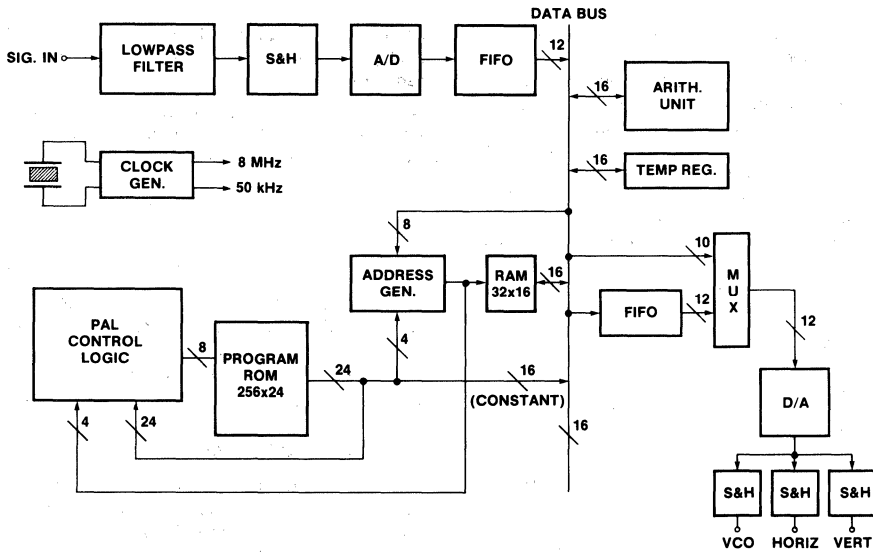 DATA BUS
SIG. IN
LOWPASS
FILTER
S&H
A/D
FIFO
12
16
ARITH.
UNIT
CLOCK
GEN.
8 MHz
50 kHz
16
TEMP REG.
8
ADDRESS
GEN.
RAM
32x16
16
10
MUX
FIFO
12
12
PAL
CONTROL
LOGIC
8
PROGRAM
ROM
256x24
24
4
16
(CONSTANT)
4
24
16
D/A
S&H
S&H
S&H
VCO
HORIZ
VERT